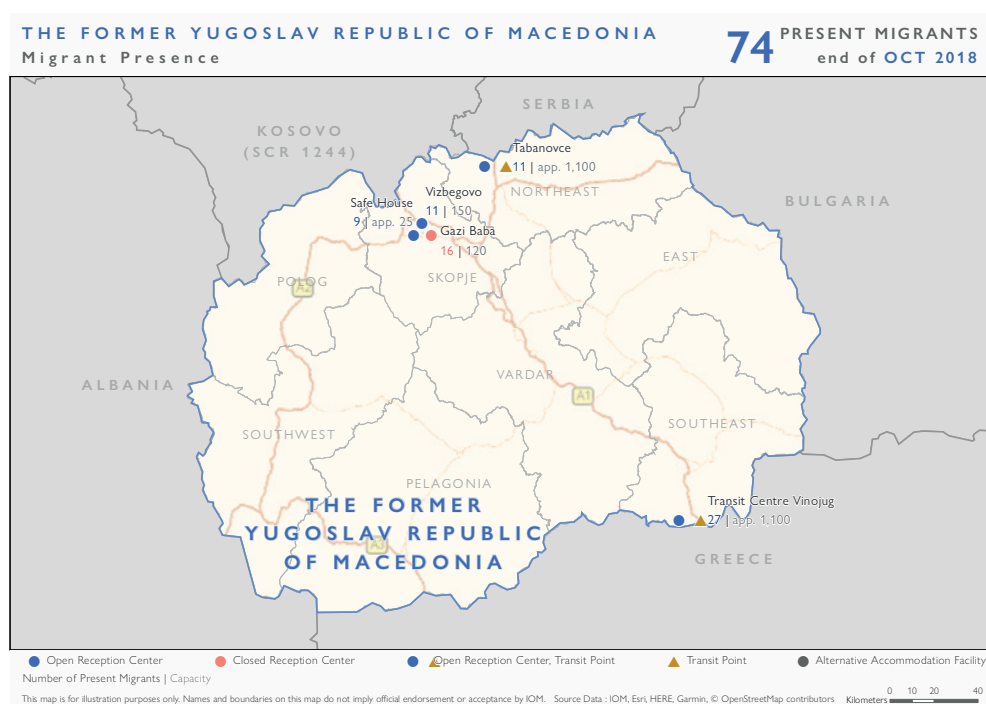 THE FORMER YUGOSLAV REPUBLIC OF MACEDONIA
Migrant Presence
74 PRESENT MIGRANTS
end of OCT 2018
SERBIA
KOSOVO
(SCR 1244)
Tabanovce
11 | app. 1,100
NORTHEAST
Vizbegovo
11 | 150
Safe House
9 | app. 25
BULGARIA
Gazi Baba
16 | 120
EAST
POLOG
A2
SKOPJE
VARDAR
ALBANIA
A1
SOUTHWEST
SOUTHEAST
PELAGONIA
THE FORMER
YUGOSLAV REPUBLIC
OF MACEDONIA
A3
Transit Centre Vinojug
27 | app. 1,100
GREECE
Open Reception Center
Closed Reception Center
Open Reception Center, Transit Point
Transit Point
Alternative Accommodation Facility
Number of Present Migrants | Capacity
This map is for illustration purposes only. Names and boundaries on this map do not imply official endorsement or acceptance by IOM. Source Data : IOM, Esri, HERE, Garmin, © OpenStreetMap contributors
Kilometers 0 10 20 40